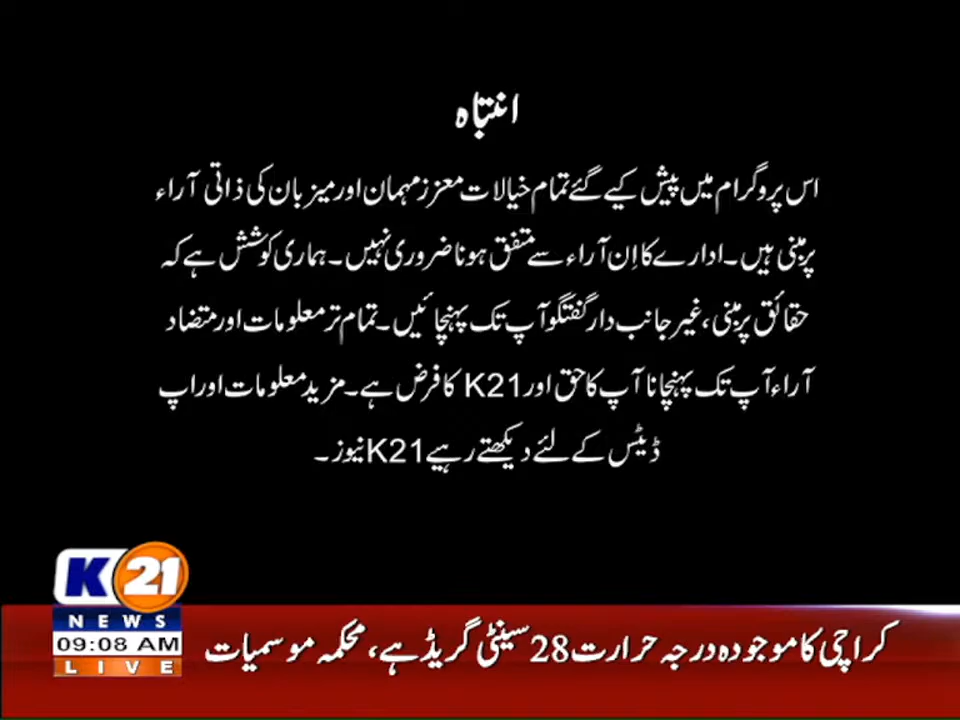 انتباہ
اس پروگرام میں پیش کیے گئے تمام خیالات معزز مہمان اور میزبان کی ذاتی آراء
پر مبنی ہیں۔ ادارے کا اِن آراء سے متفق ہونا ضروری نہیں۔ ہماری کوشش ہے کہ
حقائق پر مبنی، غیر جانب دار گفتگو آپ تک پہنچائیں۔ تمام تر معلومات اور متضاد
آراء آپ تک پہنچانا آپ کا حق اور K21 کا فرض ہے۔ مزید معلومات اور اپ
ڈیٹس کے لئے دیکھتے رہیے K21 نیوز۔
K21
NEWS
09:08 AM
LIVE
کراچی کا موجودہ درجہ حرارت 28 سینٹی گریڈ ہے، محکمہ موسمیات